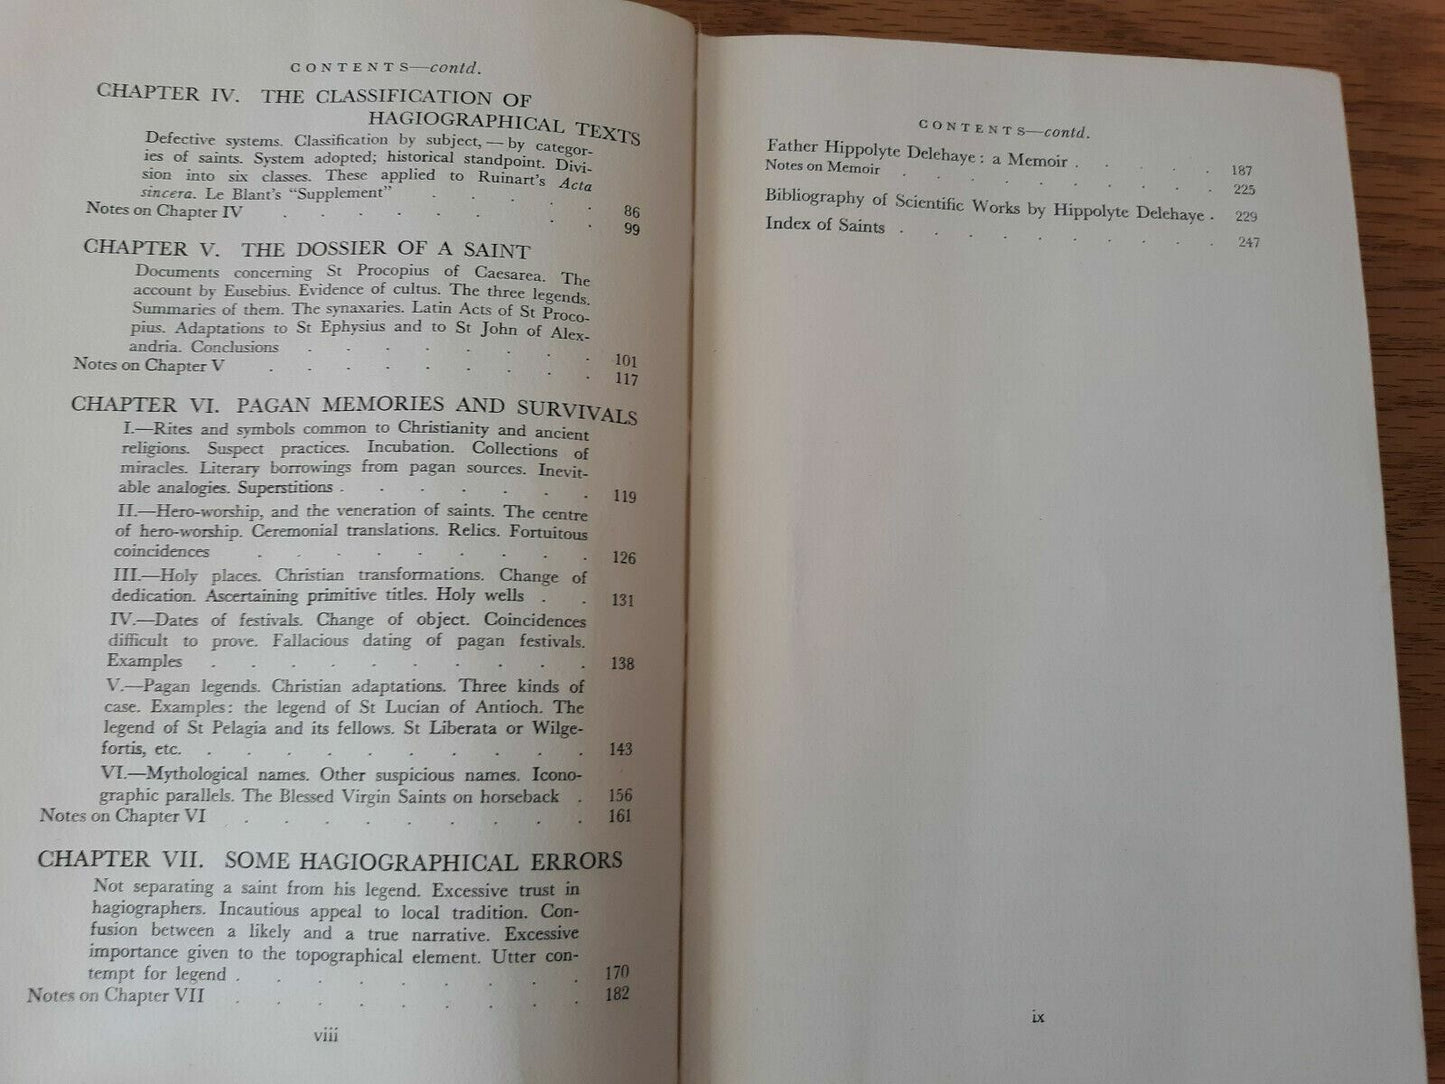 CONTENTS—contd.
CHAPTER IV. THE CLASSIFICATION OF
HAGIOGRAPHICAL TEXTS
Defective systems. Classification by subject, — by categor-
ies of saints. System adopted; historical standpoint. Divi-
sion into six classes. These applied to Ruinart's Acta
sincera. Le Blant's "Supplement" . . . . . 86
Notes on Chapter IV . . . . . . . . 99
CHAPTER V. THE DOSSIER OF A SAINT
Documents concerning St Procopius of Caesarea. The
account by Eusebius. Evidence of cultus. The three legends.
Summaries of them. The synaxaries. Latin Acts of St Proco-
pius. Adaptations to St Ephysius and to St John of Alex-
andria. Conclusions . . . . . . . . 101
Notes on Chapter V . . . . . . . . . 117
CHAPTER VI. PAGAN MEMORIES AND SURVIVALS
I.—Rites and symbols common to Christianity and ancient
religions. Suspect practices. Incubation. Collections of
miracles. Literary borrowings from pagan sources. Inevit-
able analogies. Superstitions . . . . . . . 119
II.—Hero-worship, and the veneration of saints. The centre
of hero-worship. Ceremonial translations. Relics. Fortuitous
coincidences . . . . . . . . . 126
III.—Holy places. Christian transformations. Change of
dedication. Ascertaining primitive titles. Holy wells . . 131
IV.—Dates of festivals. Change of object. Coincidences
difficult to prove. Fallacious dating of pagan festivals.
Examples . . . . . . . . . . 138
V.—Pagan legends. Christian adaptations. Three kinds of
case. Examples: the legend of St Lucian of Antioch. The
legend of St Pelagia and its fellows. St Liberata or Wilge-
fortis, etc. . . . . . . . . . . 143
VI.—Mythological names. Other suspicious names. Icono-
graphic parallels. The Blessed Virgin Saints on horseback . 156
Notes on Chapter VI . . . . . . . . . 161
CHAPTER VII. SOME HAGIOGRAPHICAL ERRORS
Not separating a saint from his legend. Excessive trust in
hagiographers. Incautious appeal to local tradition. Con-
fusion between a likely and a true narrative. Excessive
importance given to the topographical element. Utter con-
tempt for legend . . . . . . . . . 170
Notes on Chapter VII . . . . . . . . . 182
viii
CONTENTS—contd.
Father Hippolyte Delehaye: a Memoir . . . . . 187
Notes on Memoir . . . . . . . . . . 225
Bibliography of Scientific Works by Hippolyte Delehaye . 229
Index of Saints . . . . . . . . . . 247
ix